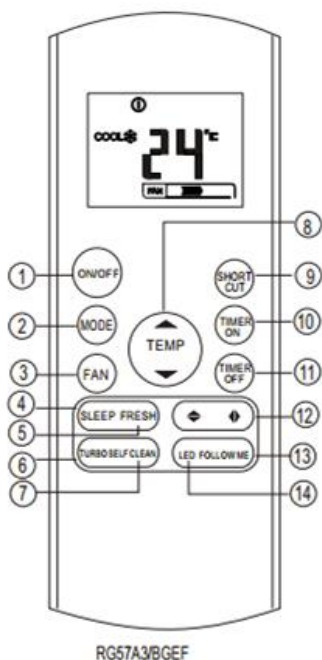 COOL 24 °C
FAN
8
1 ON/OFF SHORT CUT 9
2 MODE TEMP TIMER ON 10
3 FAN TIMER OFF 11
4 SLEEP FRESH 12
5
6 TURBO SELF CLEAN LED FOLLOW ME 13
7 14
RG57A3/BGEF